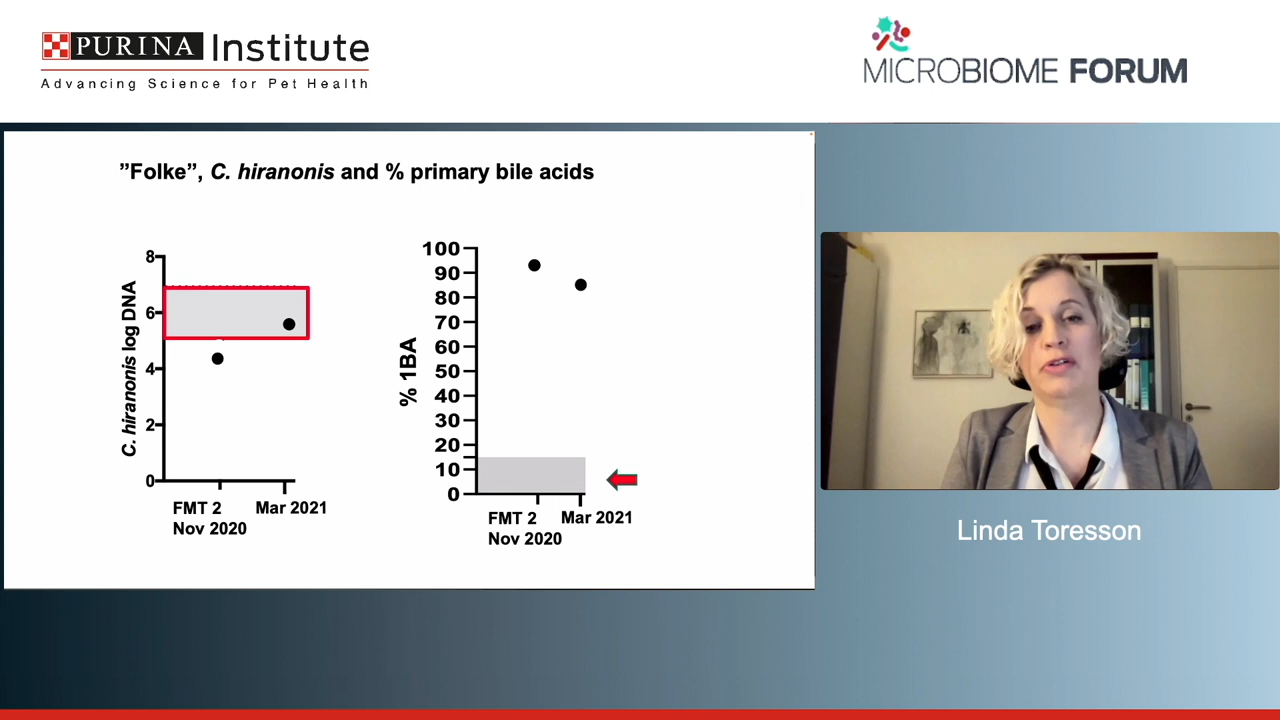 PURINA Institute
Advancing Science for Pet Health
MICROBIOME FORUM
”Folke”, C. hiranonis and % primary bile acids
C. hiranonis log DNA
8
6
4
2
0
FMT 2
Nov 2020
Mar 2021
% 1BA
100
90
80
70
60
50
40
30
20
10
0
FMT 2
Nov 2020
Mar 2021
Linda Toresson